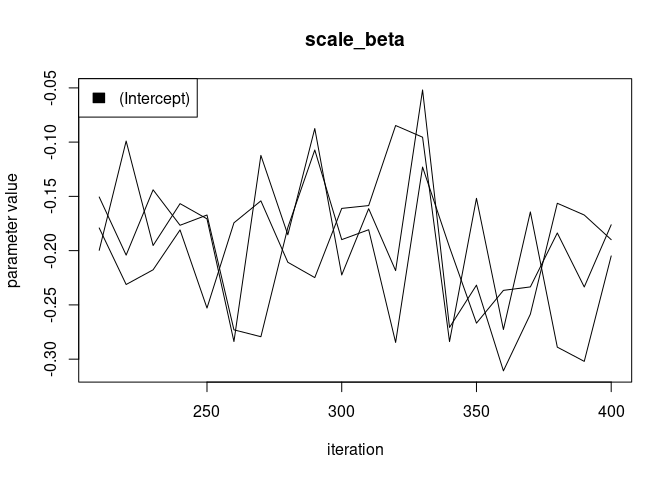 scale_beta
(Intercept)
parameter value
-0.05
-0.10
-0.15
-0.20
-0.25
-0.30
250
300
350
400
iteration